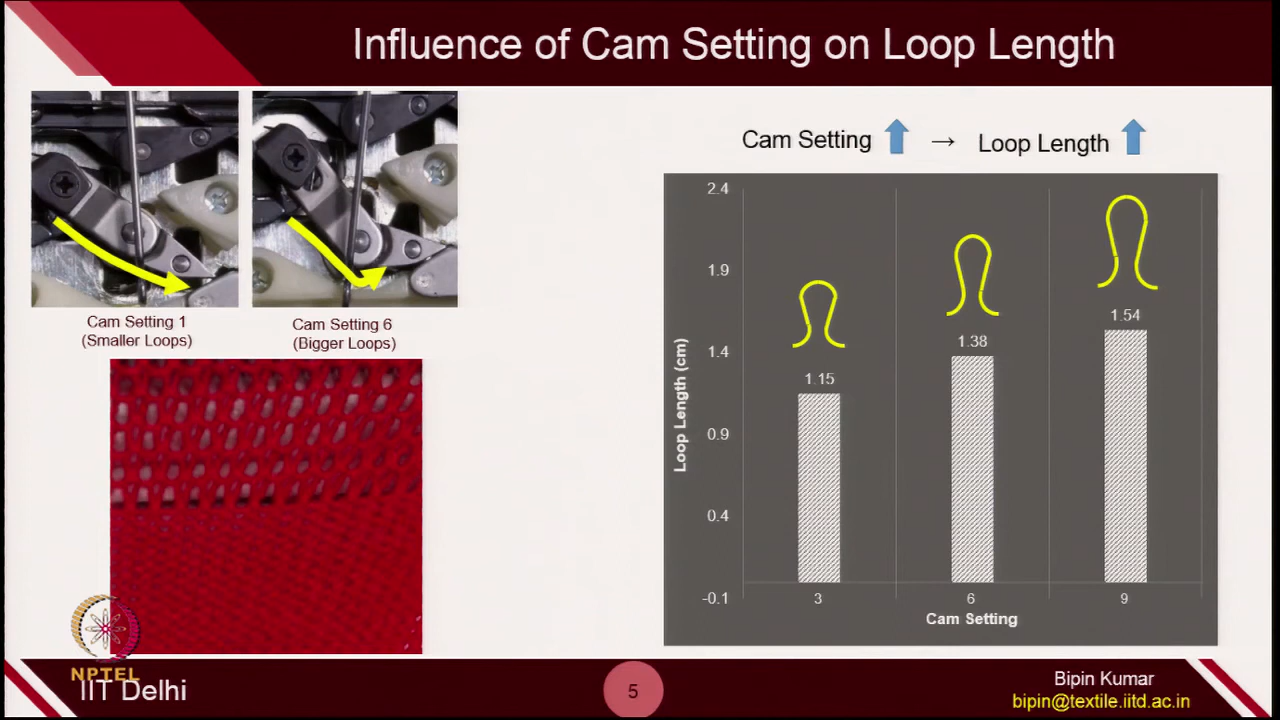 Influence of Cam Setting on Loop Length
Cam Setting 1
(Smaller Loops)
Cam Setting 6
(Bigger Loops)
Cam Setting → Loop Length
2.4
1.9
1.4
0.9
0.4
-0.1
Loop Length (cm)
1.15
1.38
1.54
3
6
9
Cam Setting
NPTEL
IIT Delhi
5
Bipin Kumar
bipin@textile.iitd.ac.in